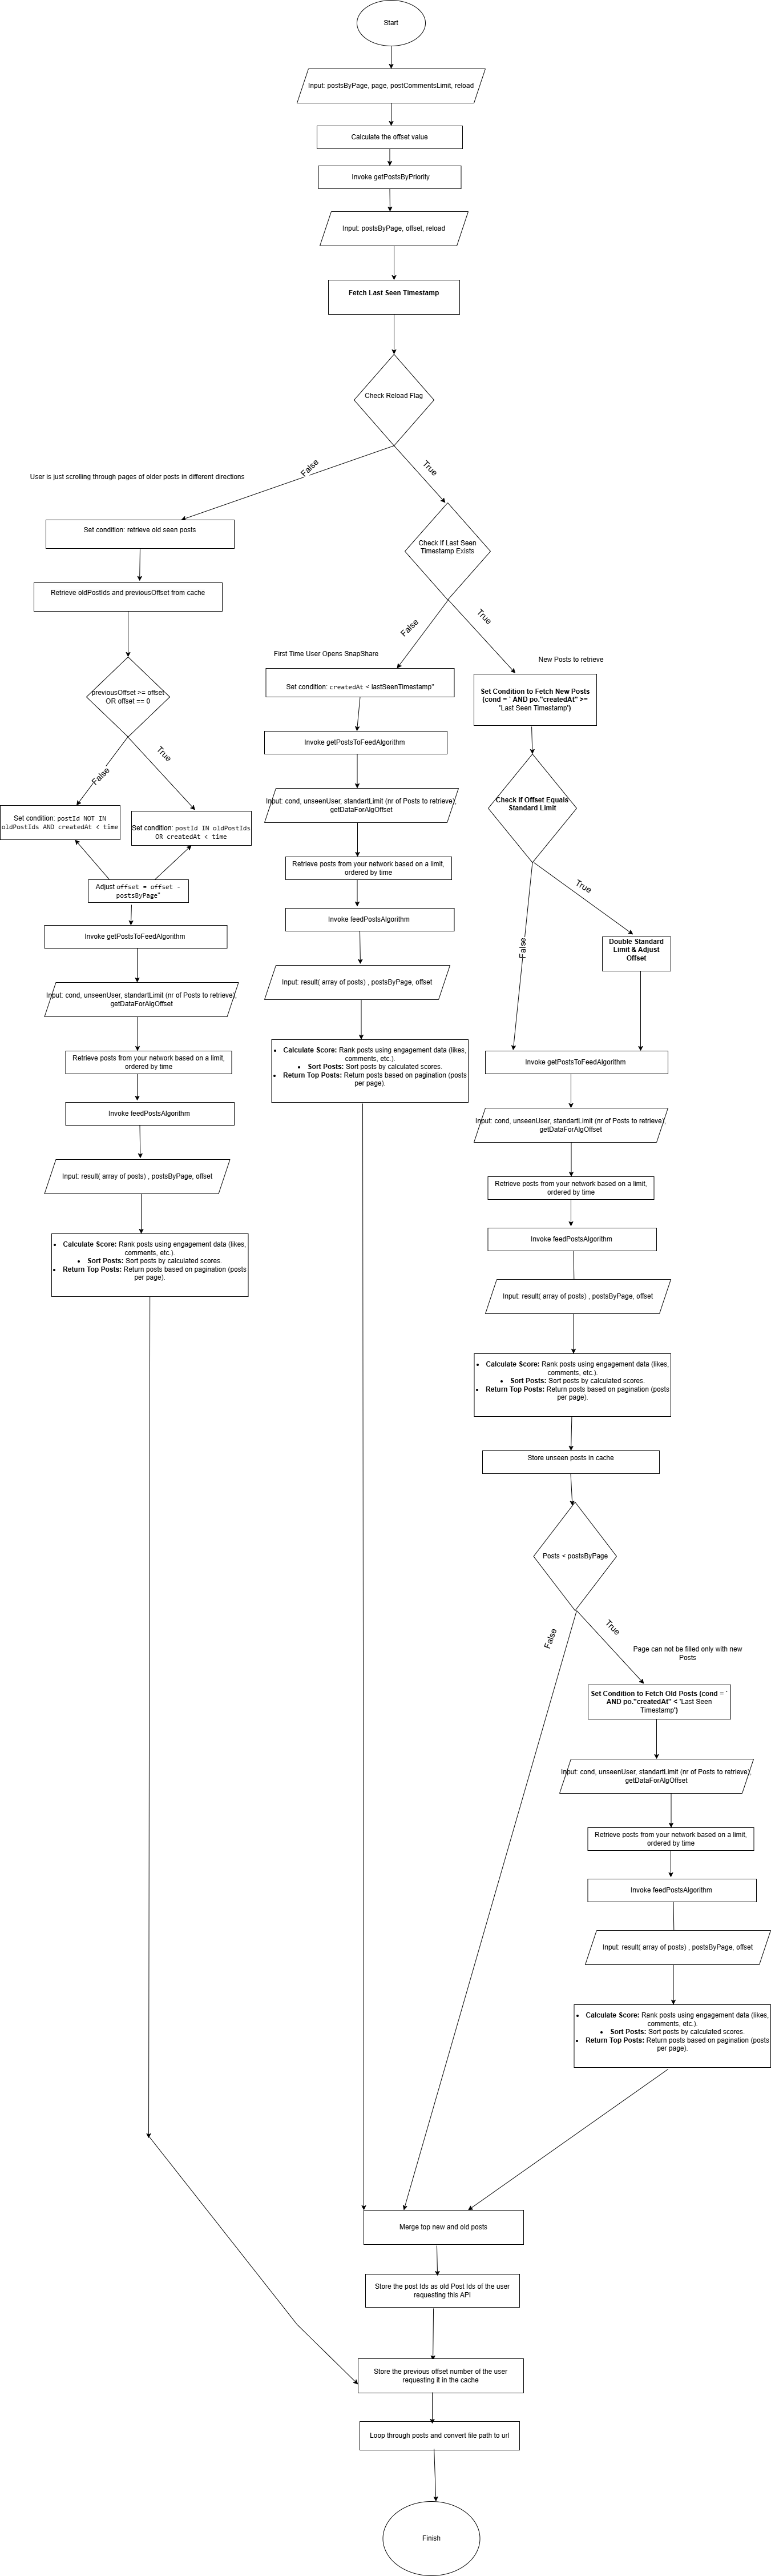 Start
Input: postsByPage, page, postCommentsLimit, reload
Calculate the offset value
Invoke getPostsByPriority
Input: postsByPage, offset, reload
Fetch Last Seen Timestamp
Check Reload Flag
False
True
User is just scrolling through pages of older posts in different directions
Set condition: retrieve old seen posts
Retrieve oldPostIds and previousOffset from cache
previousOffset >= offset
OR offset == 0
False
True
Set condition: postId NOT IN
oldPostIds AND createdAt < time
Set condition: postId IN oldPostIds
OR createdAt < time
Adjust offset = offset -
postsByPage"
Invoke getPostsToFeedAlgorithm
Input: cond, unseenUser, standartLimit (nr of Posts to retrieve),
getDataForAlgOffset
Retrieve posts from your network based on a limit,
ordered by time
Invoke feedPostsAlgorithm
Input: result( array of posts) , postsByPage, offset
• Calculate Score: Rank posts using engagement data (likes,
comments, etc.).
• Sort Posts: Sort posts by calculated scores.
• Return Top Posts: Return posts based on pagination (posts
per page).
Check If Last Seen
Timestamp Exists
False
True
First Time User Opens SnapShare
Set condition: createdAt < lastSeenTimestamp"
Invoke getPostsToFeedAlgorithm
Input: cond, unseenUser, standartLimit (nr of Posts to retrieve),
getDataForAlgOffset
Retrieve posts from your network based on a limit,
ordered by time
Invoke feedPostsAlgorithm
Input: result( array of posts) , postsByPage, offset
• Calculate Score: Rank posts using engagement data (likes,
comments, etc.).
• Sort Posts: Sort posts by calculated scores.
• Return Top Posts: Return posts based on pagination (posts
per page).
New Posts to retrieve
Set Condition to Fetch New Posts
(cond = ` AND po."createdAt" >=
'Last Seen Timestamp')
Check If Offset Equals
Standard Limit
False
True
Double Standard
Limit & Adjust
Offset
Invoke getPostsToFeedAlgorithm
Input: cond, unseenUser, standartLimit (nr of Posts to retrieve),
getDataForAlgOffset
Retrieve posts from your network based on a limit,
ordered by time
Invoke feedPostsAlgorithm
Input: result( array of posts) , postsByPage, offset
• Calculate Score: Rank posts using engagement data (likes,
comments, etc.).
• Sort Posts: Sort posts by calculated scores.
• Return Top Posts: Return posts based on pagination (posts
per page).
Store unseen posts in cache
Posts < postsByPage
False
True
Page can not be filled only with new
Posts
Set Condition to Fetch Old Posts (cond = `
AND po."createdAt" < 'Last Seen
Timestamp')
Input: cond, unseenUser, standartLimit (nr of Posts to retrieve),
getDataForAlgOffset
Retrieve posts from your network based on a limit,
ordered by time
Invoke feedPostsAlgorithm
Input: result( array of posts) , postsByPage, offset
• Calculate Score: Rank posts using engagement data (likes,
comments, etc.).
• Sort Posts: Sort posts by calculated scores.
• Return Top Posts: Return posts based on pagination (posts
per page).
Merge top new and old posts
Store the post Ids as old Post Ids of the user
requesting this API
Store the previous offset number of the user
requesting it in the cache
Loop through posts and convert file path to url
Finish